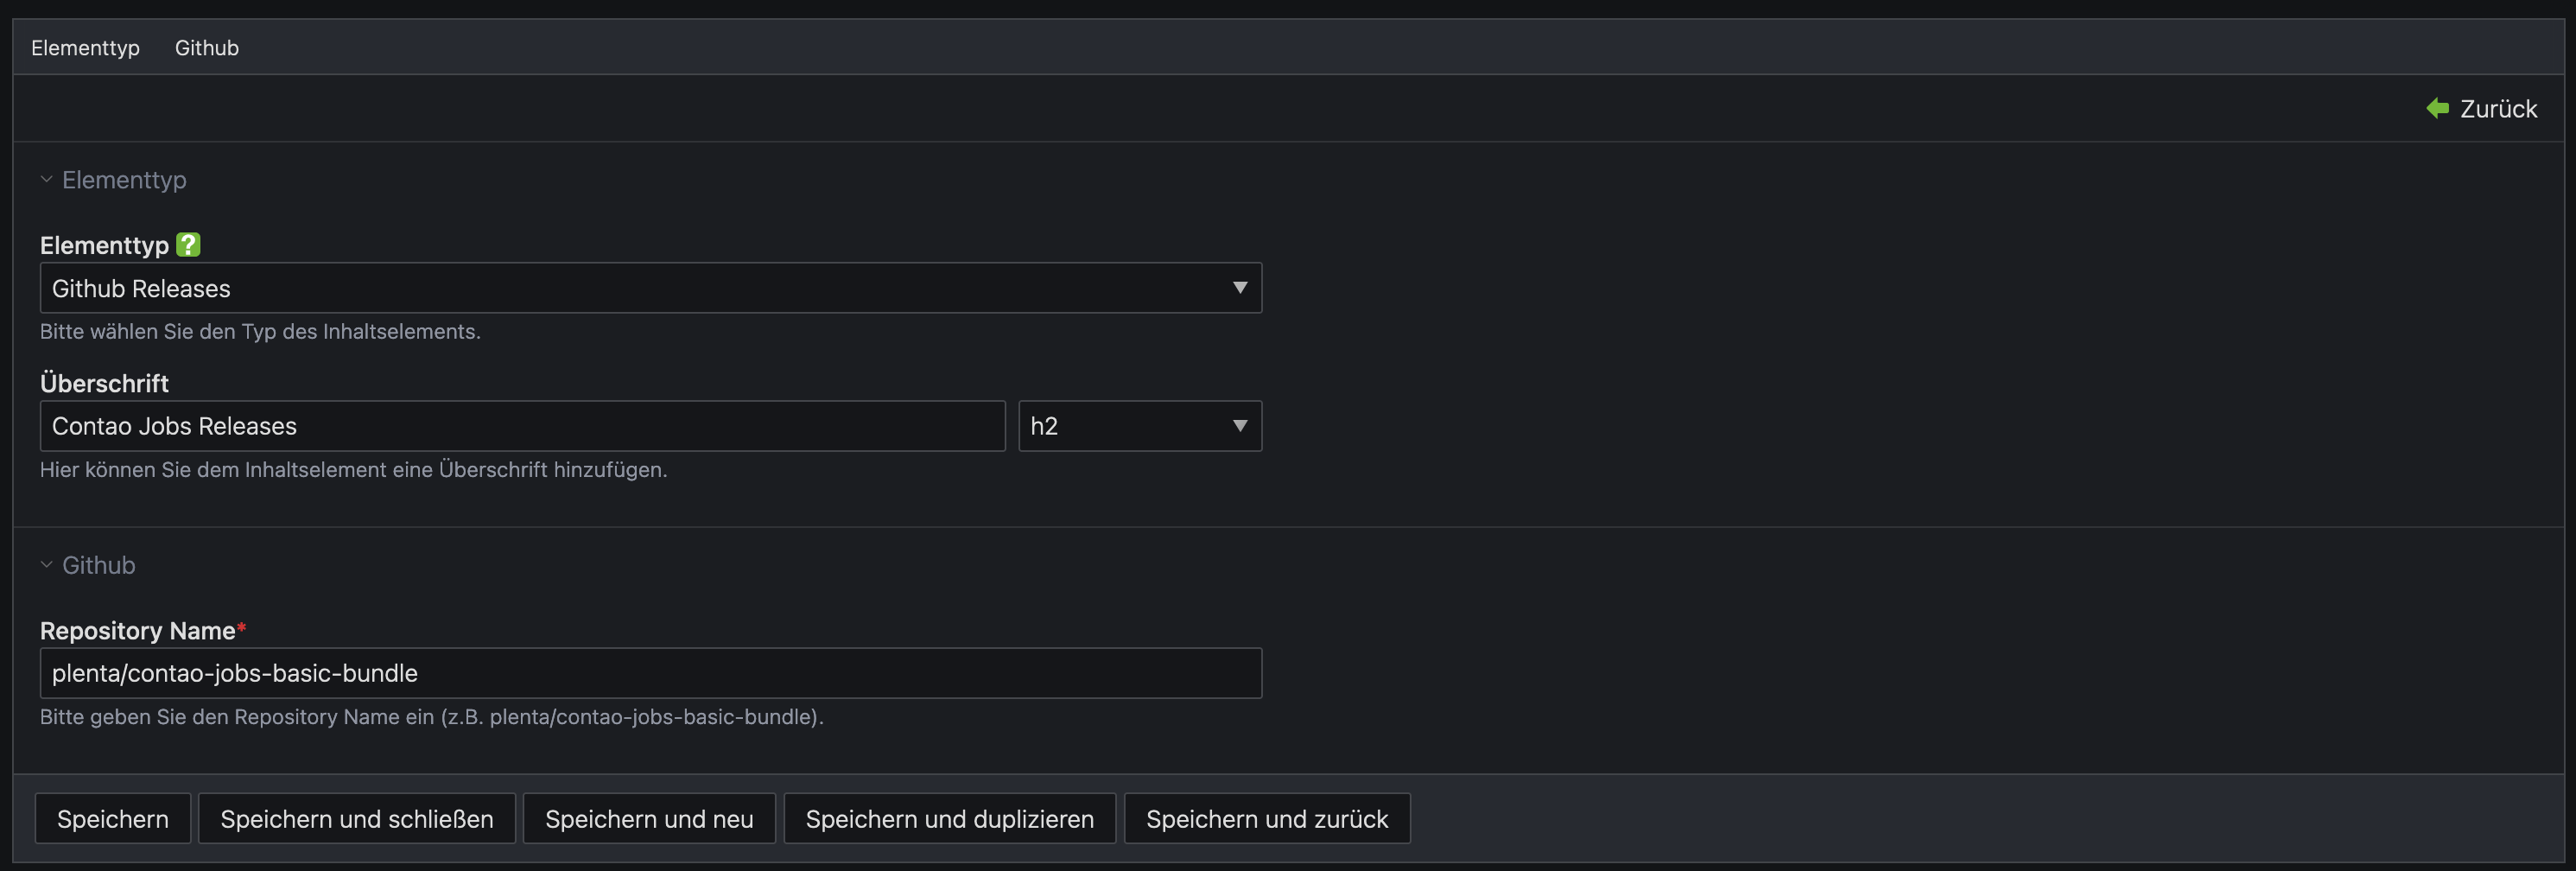 Elementtyp Github
Zurück
Elementtyp
Elementtyp ?
Github Releases
Bitte wählen Sie den Typ des Inhaltselements.
Überschrift
Contao Jobs Releases h2
Hier können Sie dem Inhaltselement eine Überschrift hinzufügen.
Github
Repository Name*
plenta/contao-jobs-basic-bundle
Bitte geben Sie den Repository Name ein (z.B. plenta/contao-jobs-basic-bundle).
Speichern Speichern und schließen Speichern und neu Speichern und duplizieren Speichern und zurück